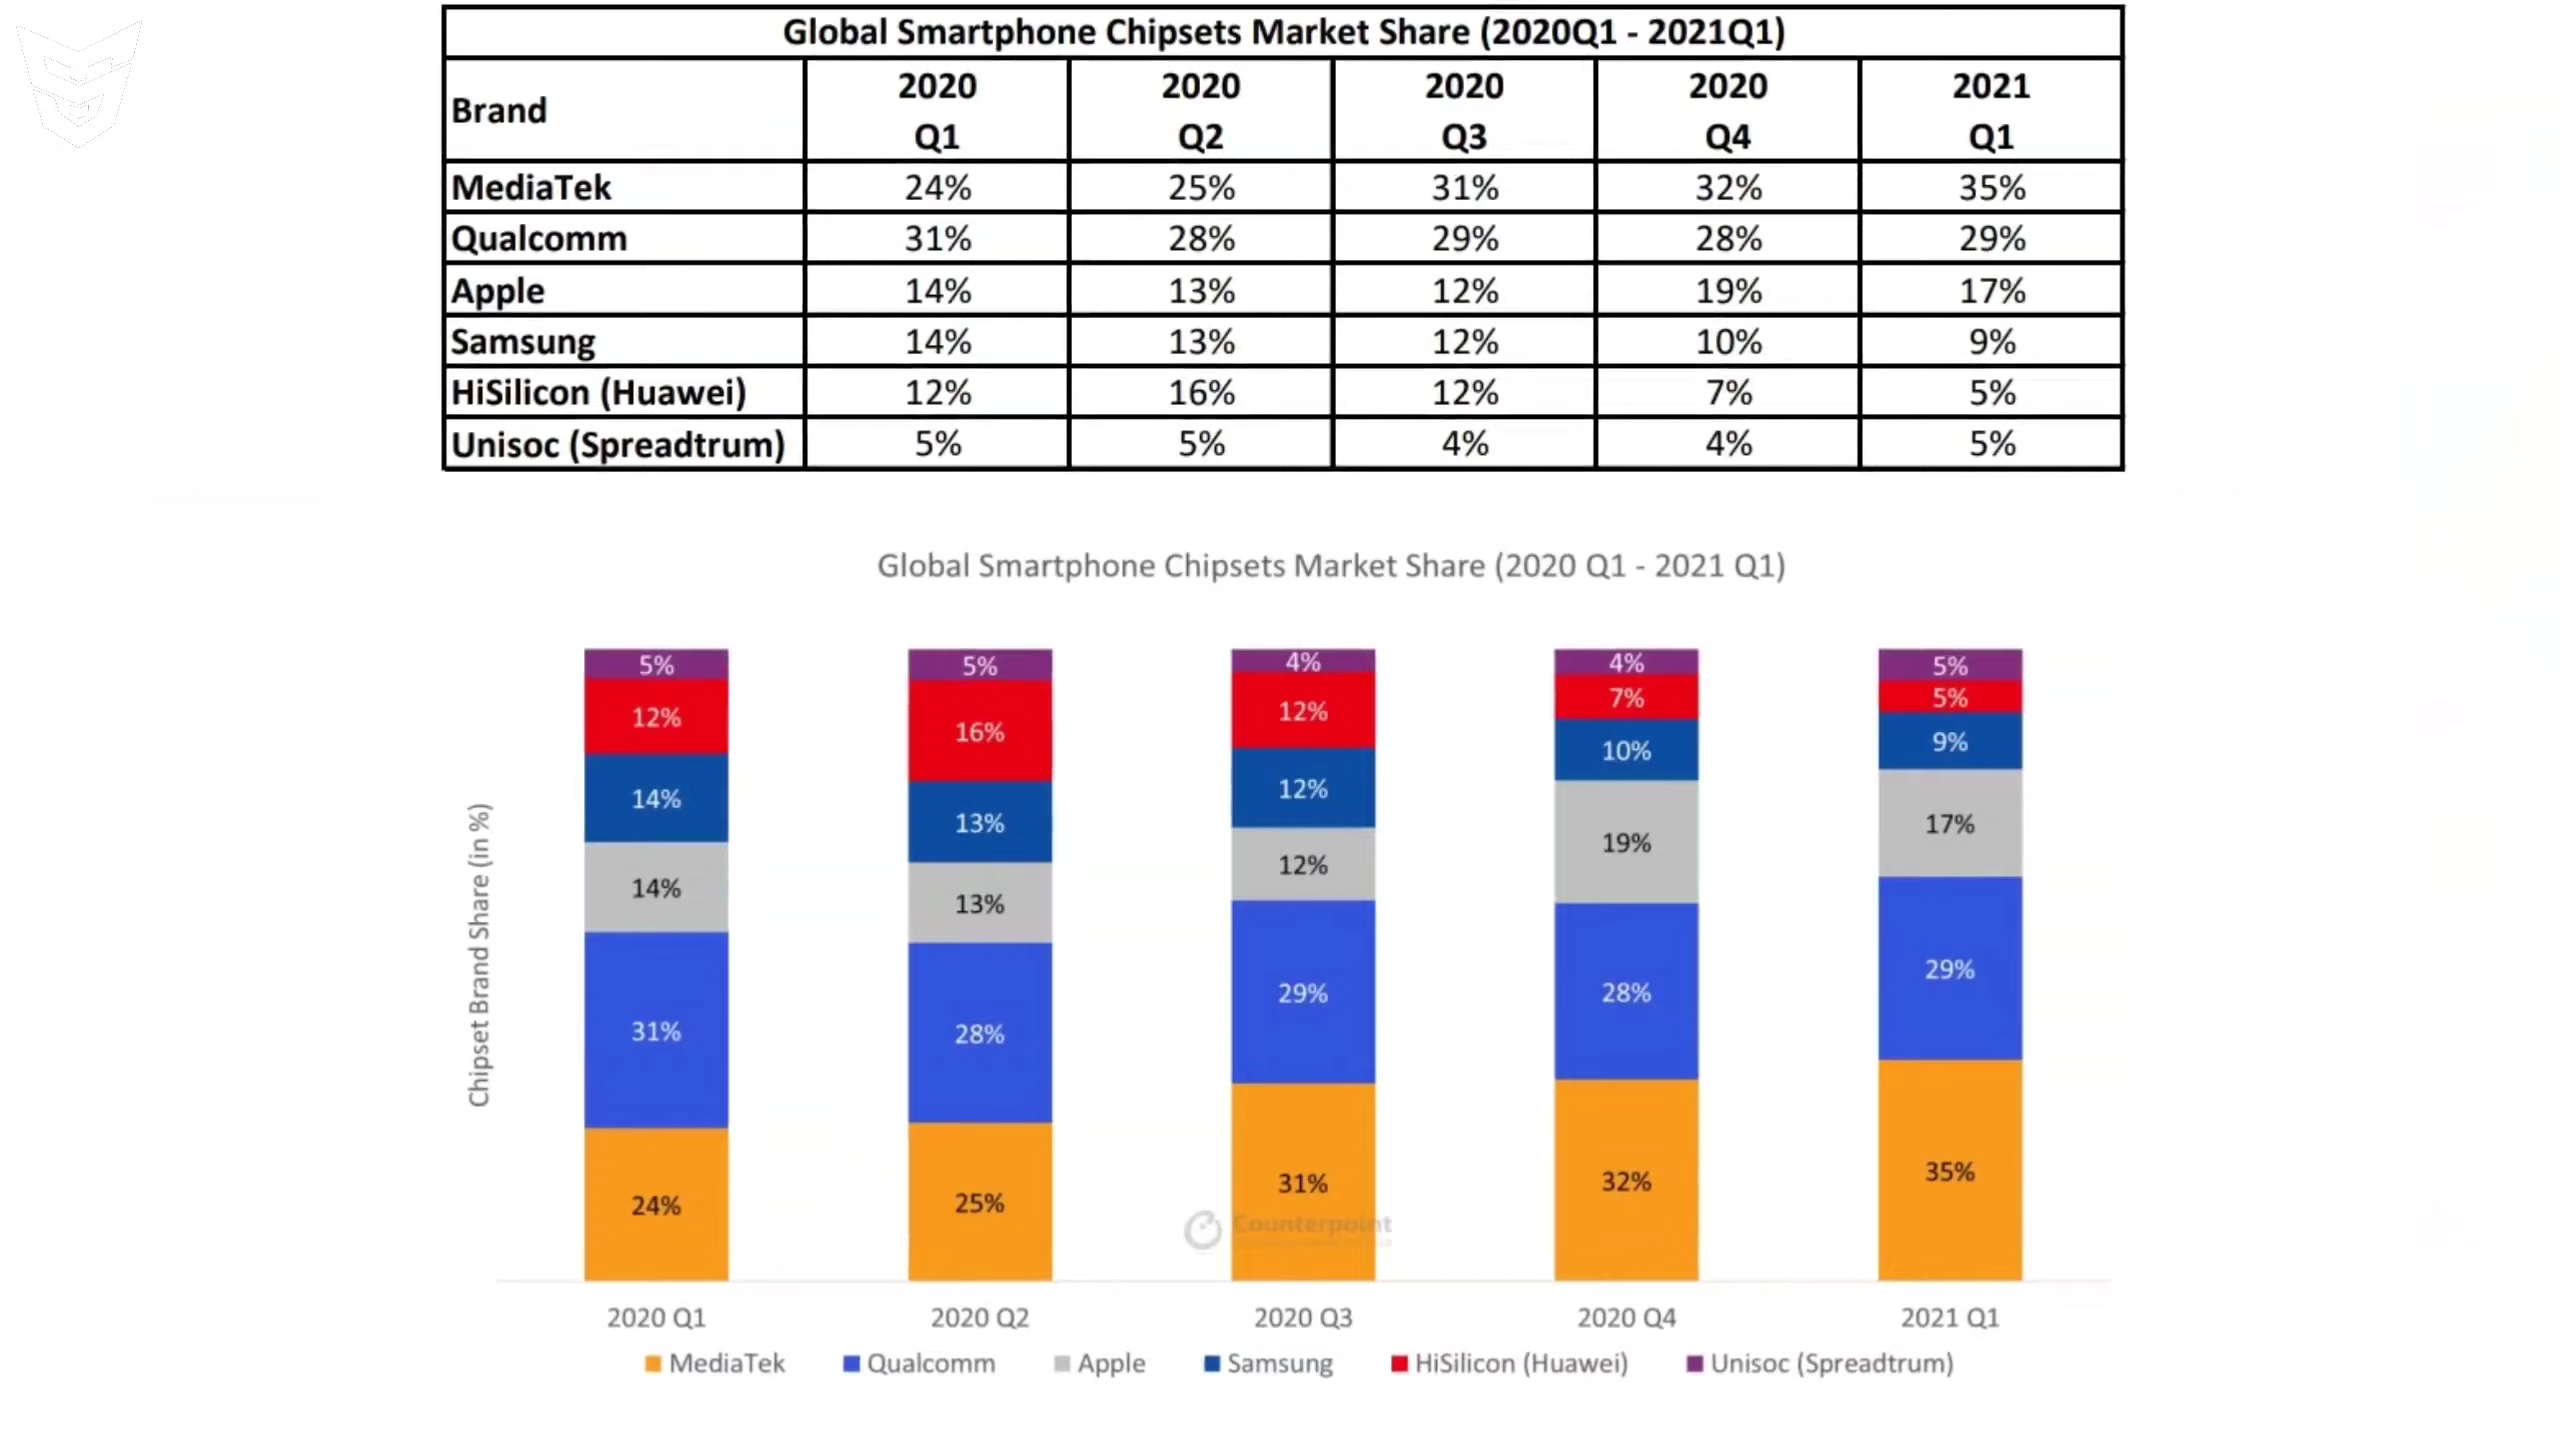 Global Smartphone Chipsets Market Share (2020Q1 - 2021Q1)
Brand 2020 Q1 2020 Q2 2020 Q3 2020 Q4 2021 Q1
MediaTek 24% 25% 31% 32% 35%
Qualcomm 31% 28% 29% 28% 29%
Apple 14% 13% 12% 19% 17%
Samsung 14% 13% 12% 10% 9%
HiSilicon (Huawei) 12% 16% 12% 7% 5%
Unisoc (Spreadtrum) 5% 5% 4% 4% 5%
Global Smartphone Chipsets Market Share (2020 Q1 - 2021 Q1)
Chipset Brand Share (in %)
5% 5% 4% 4% 5%
12% 16% 12% 7% 5%
14% 13% 12% 10% 9%
14% 13% 12% 19% 17%
31% 28% 29% 28% 29%
24% 25% 31% 32% 35%
Counterpoint
2020 Q1 2020 Q2 2020 Q3 2020 Q4 2021 Q1
MediaTek Qualcomm Apple Samsung HiSilicon (Huawei) Unisoc (Spreadtrum)